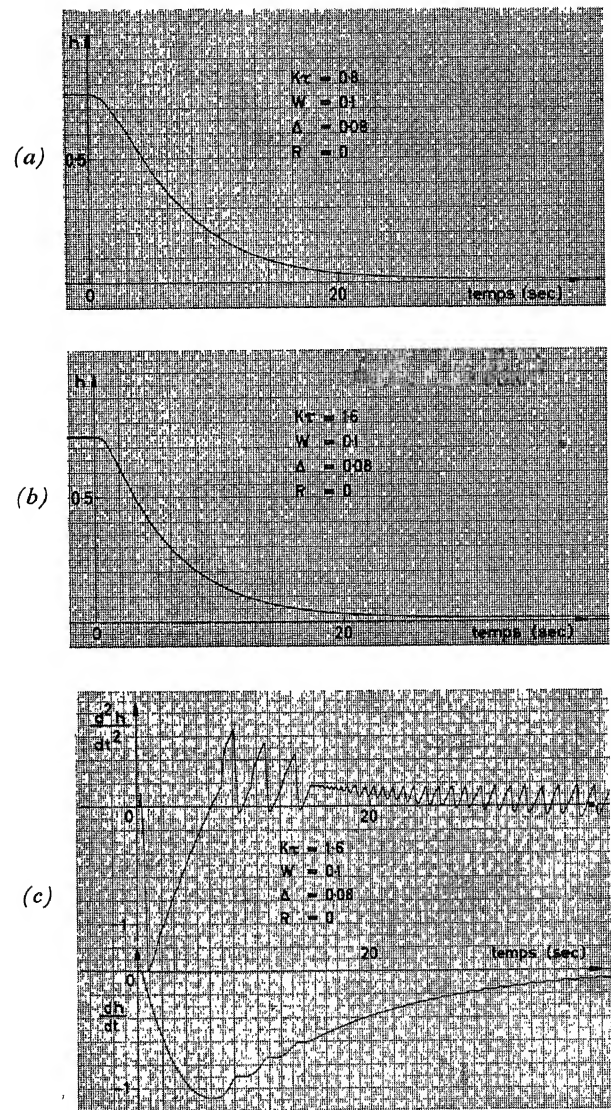 (a)
h
0.5
Kτ = 0.8
W = 0.1
Δ = 0.08
R = 0
0
20
temps (sec)
(b)
h
0.5
Kτ = 1.6
W = 0.1
Δ = 0.08
R = 0
0
20
temps (sec)
(c)
d²h
dt²
0
20
Kτ = 1.6
W = 0.1
Δ = 0.08
R = 0
1
20
temps (sec)
0
dh
dt
-1